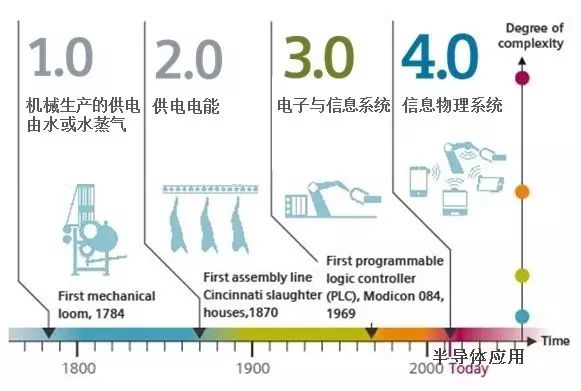 1.0
机械生产的供电
由水或水蒸气
2.0
供电电能
3.0
电子与信息系统
4.0
信息物理系统
Degree of
complexity
First mechanical
loom, 1784
First assembly line
Cincinnati slaughter
houses,1870
First programmable
logic controller
(PLC), Modicon 084,
1969
Time
1800
1900
2000 Today
半导体应用